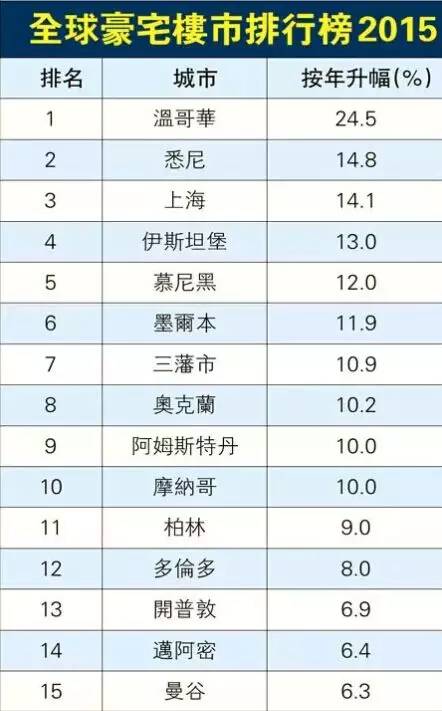 全球豪宅樓市排行榜2015
排名 城市 按年升幅(%)
1 溫哥華 24.5
2 悉尼 14.8
3 上海 14.1
4 伊斯坦堡 13.0
5 慕尼黑 12.0
6 墨爾本 11.9
7 三藩市 10.9
8 奧克蘭 10.2
9 阿姆斯特丹 10.0
10 摩納哥 10.0
11 柏林 9.0
12 多倫多 8.0
13 開普敦 6.9
14 邁阿密 6.4
15 曼谷 6.3